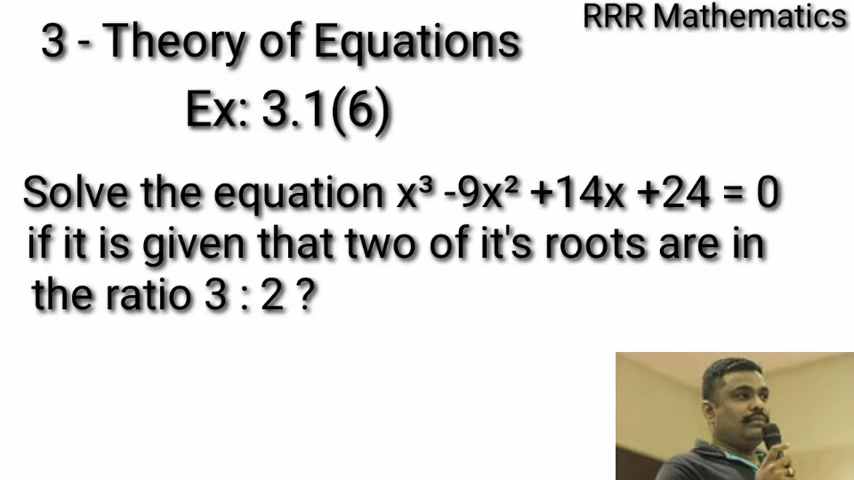 RRR Mathematics
3 - Theory of Equations
Ex: 3.1(6)
Solve the equation x³ -9x² +14x +24 = 0
if it is given that two of it's roots are in
the ratio 3 : 2 ?